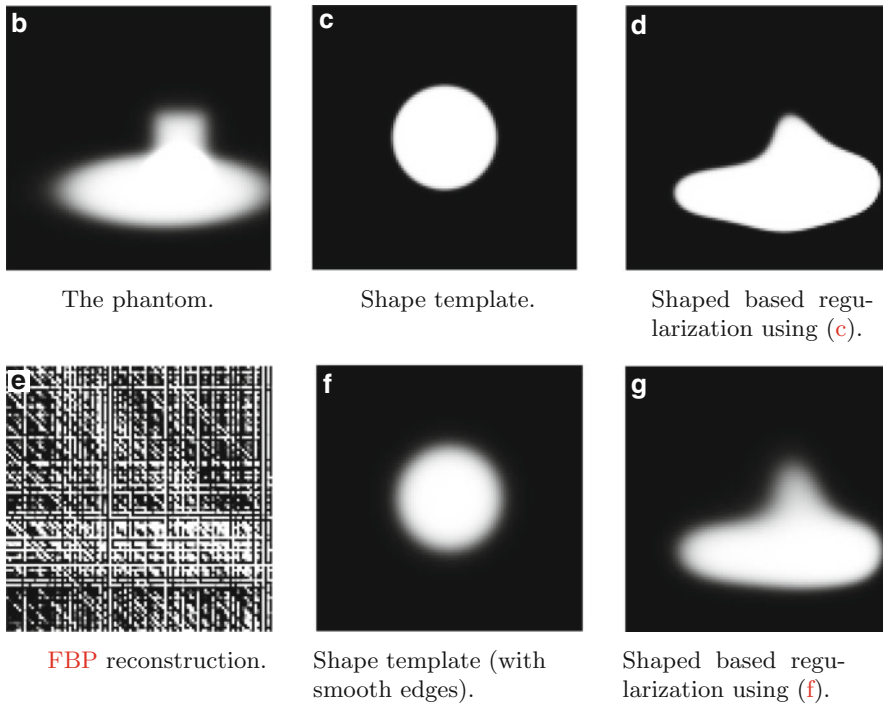 b
c
d
The phantom.
Shape template.
Shaped based regu-
larization using (c).
e
f
g
FBP reconstruction.
Shape template (with
smooth edges).
Shaped based regu-
larization using (f).